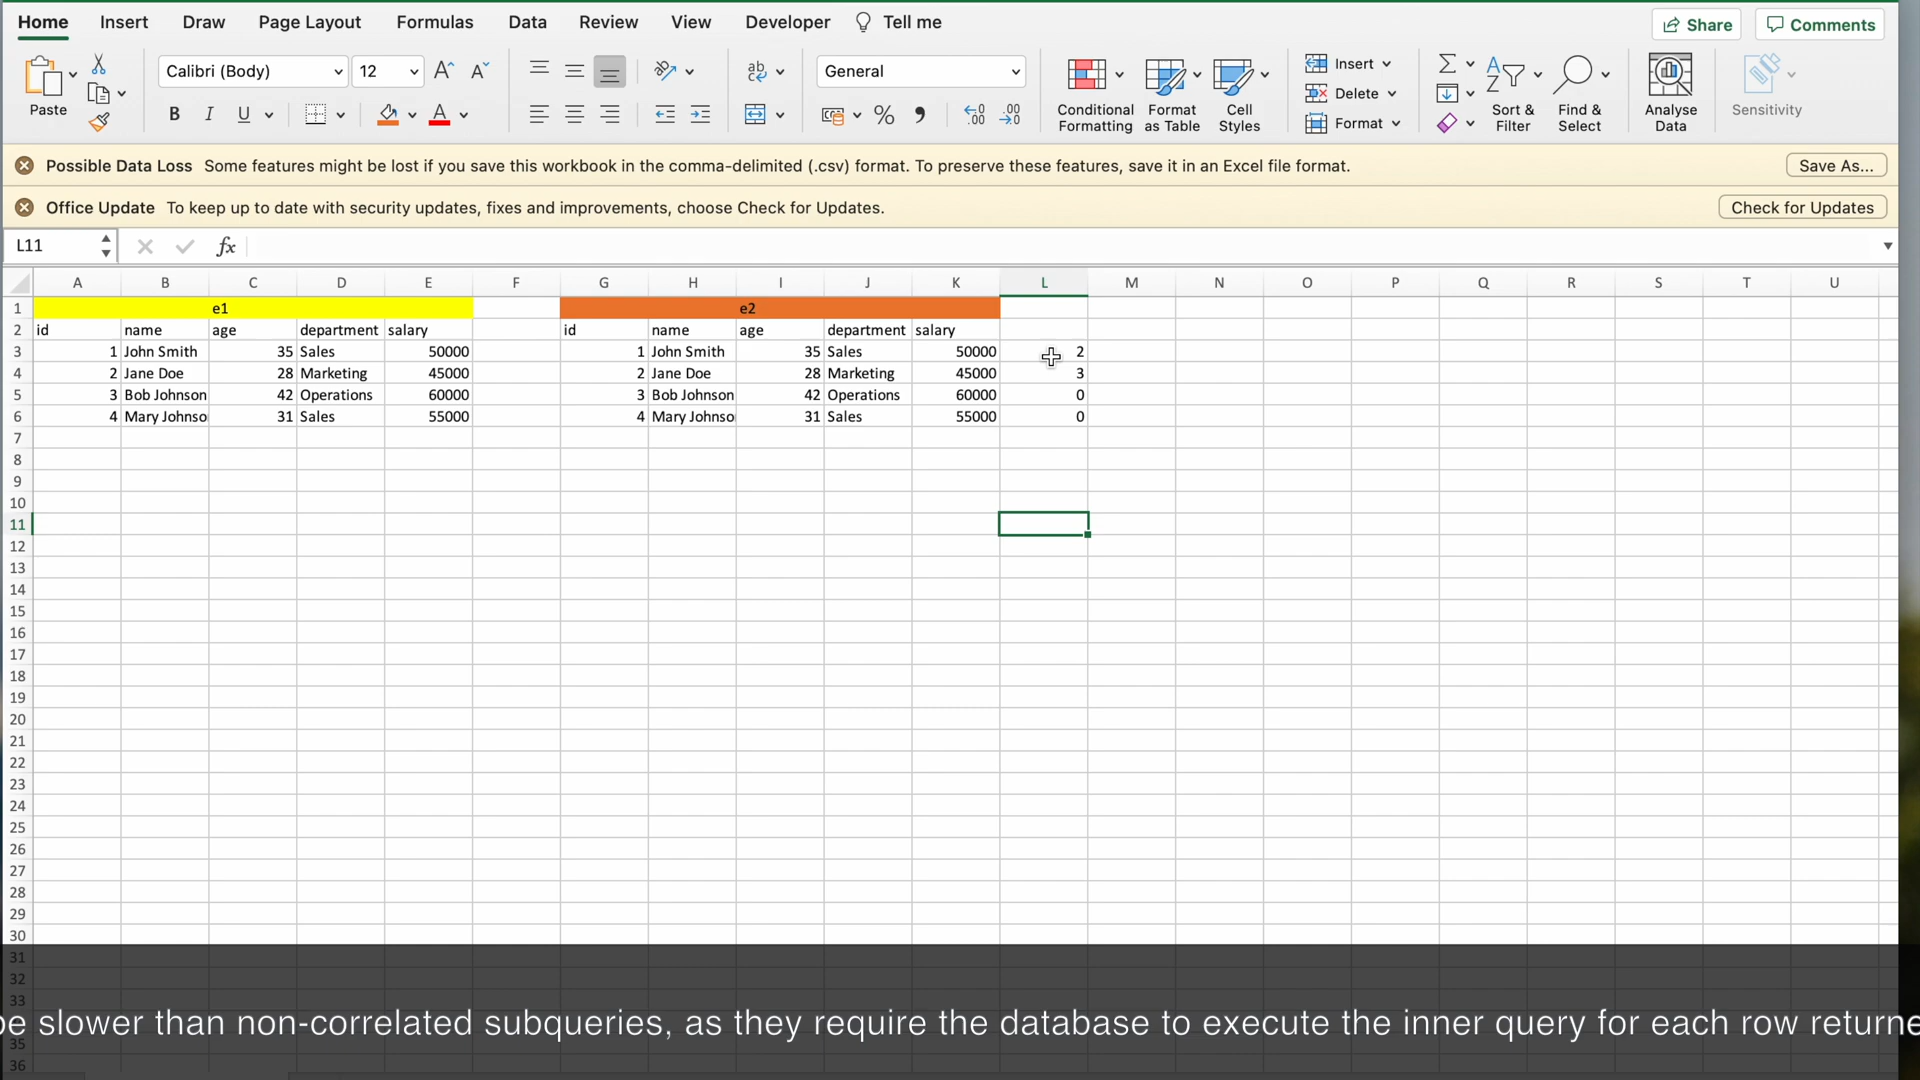 Home Insert Draw Page Layout Formulas Data Review View Developer Tell me Share Comments
Paste
Calibri (Body) 12
B I U
General
Conditional Formatting
Format as Table
Cell Styles
Insert
Delete
Format
Sort & Filter
Find & Select
Analyse Data
Sensitivity
Possible Data Loss Some features might be lost if you save this workbook in the comma-delimited (.csv) format. To preserve these features, save it in an Excel file format. Save As...
Office Update To keep up to date with security updates, fixes and improvements, choose Check for Updates. Check for Updates
L11 fx
A B C D E F G H I J K L M N O P Q R S T U
1 e1 e2
2 id name age department salary id name age department salary
3 1 John Smith 35 Sales 50000 1 John Smith 35 Sales 50000 2
4 2 Jane Doe 28 Marketing 45000 2 Jane Doe 28 Marketing 45000 3
5 3 Bob Johnson 42 Operations 60000 3 Bob Johnson 42 Operations 60000 0
6 4 Mary Johnso 31 Sales 55000 4 Mary Johnso 31 Sales 55000 0
7
8
9
10
11
12
13
14
15
16
17
18
19
20
21
22
23
24
25
26
27
28
29
30
31
32
33
be slower than non-correlated subqueries, as they require the database to execute the inner query for each row returne
35
36